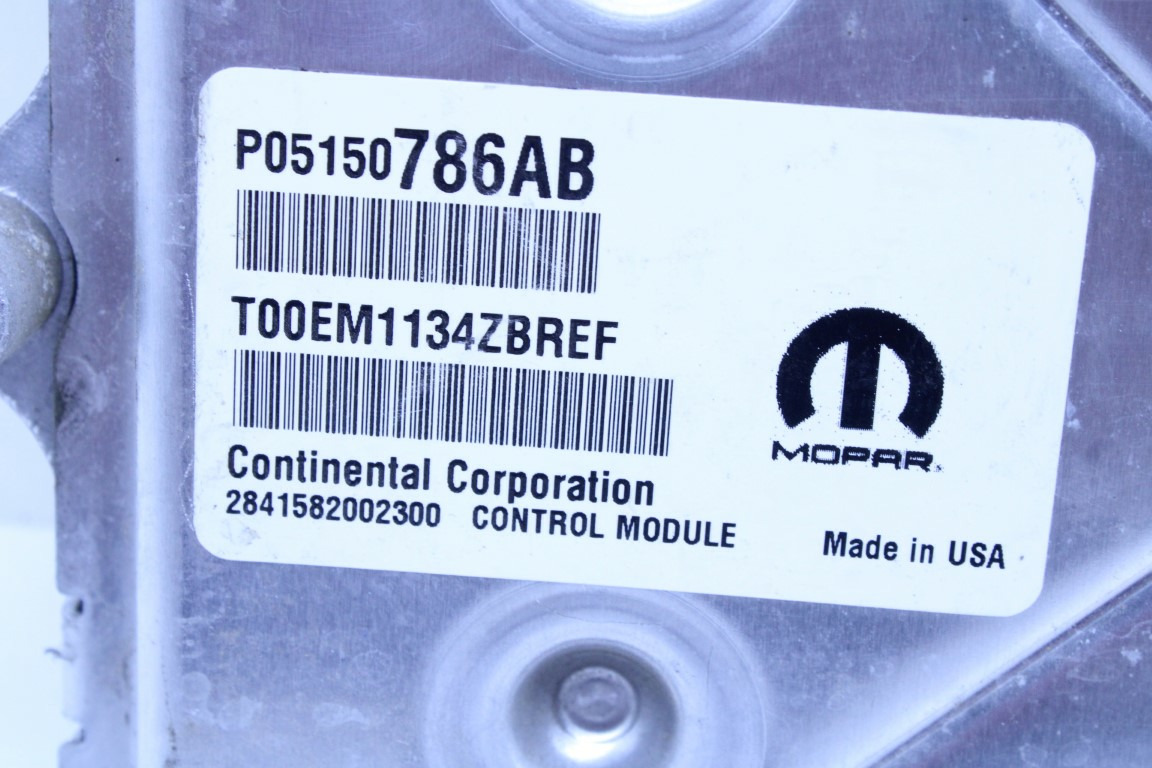 P05150786AB
T00EM1134ZBREF
Continental Corporation
2841582002300 CONTROL MODULE
MOPAR
Made in USA